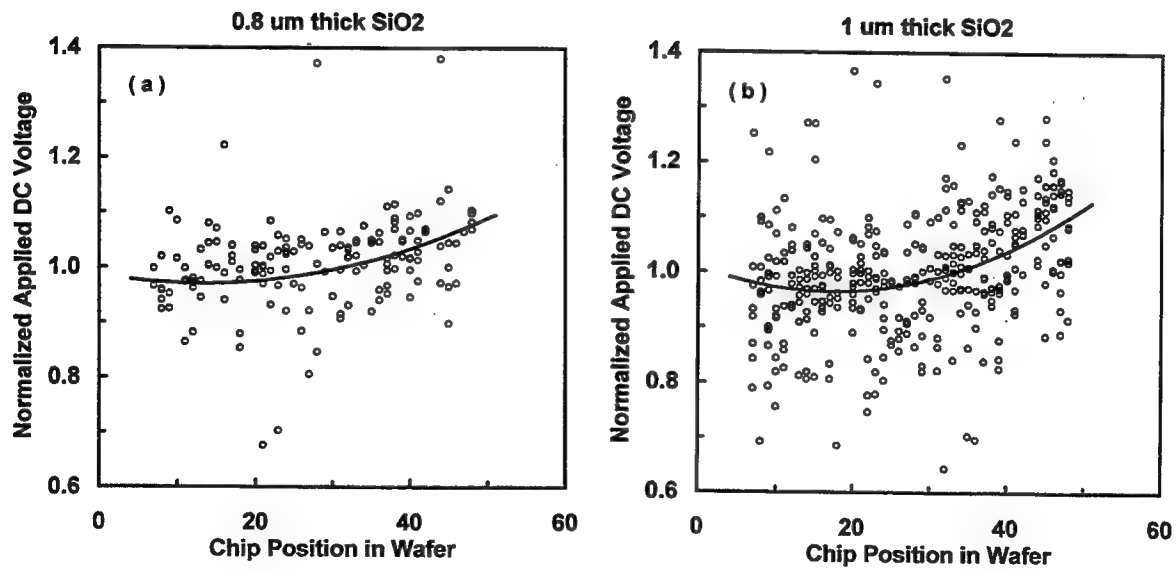 0.8 um thick SiO2
1.4
( a )
1.2
1.0
0.8
0.6
0
20
40
60
Normalized Applied DC Voltage
Chip Position in Wafer
1 um thick SiO2
1.4
( b )
1.2
1.0
0.8
0.6
0
20
40
60
Normalized Applied DC Voltage
Chip Position in Wafer